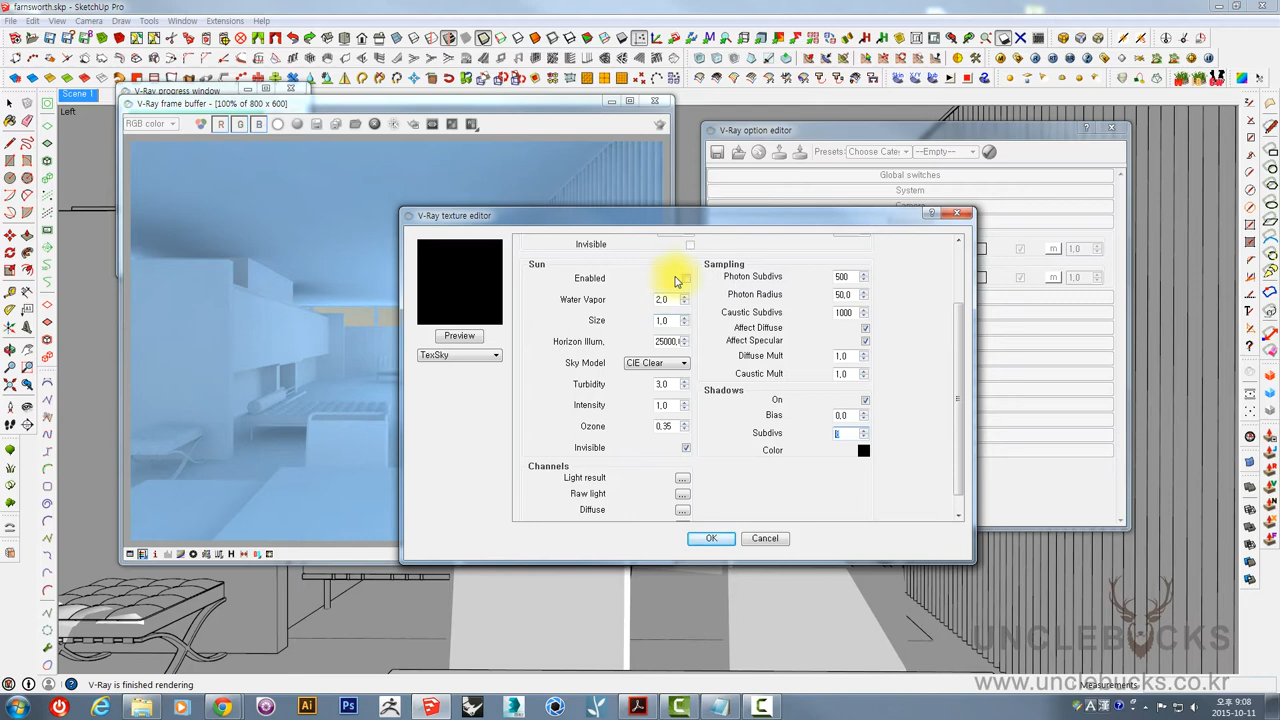 farnsworth.skp - SketchUp Pro
File Edit View Camera Draw Tools Window Extensions Help
Scene 1
V-Ray progress window
Left
V-Ray frame buffer - [100% of 800 x 600]
RGB color
R G B
V-Ray option editor
Presets: Choose Cate --Empty--
Global switches
System
m 1,0
m 1,0
V-Ray texture editor
Preview
TexSky
Invisible
Sun
Enabled
Water Vapor 2,0
Size 1,0
Horizon Illum, 25000,
Sky Model CIE Clear
Turbidity 3,0
Intensity 1,0
Ozone 0,35
Invisible
Channels
Light result ...
Raw light ...
Diffuse ...
Sampling
Photon Subdivs 500
Photon Radius 50,0
Caustic Subdivs 1000
Affect Diffuse
Affect Specular
Diffuse Mult 1,0
Caustic Mult 1,0
Shadows
On
Bias 0,0
Subdivs
Color
OK Cancel
UNCLEBUCKS
www.unclebucks.co.kr
V-Ray is finished rendering
Measurements
Ai Ps
A 漢
오후 9:08
2015-10-11